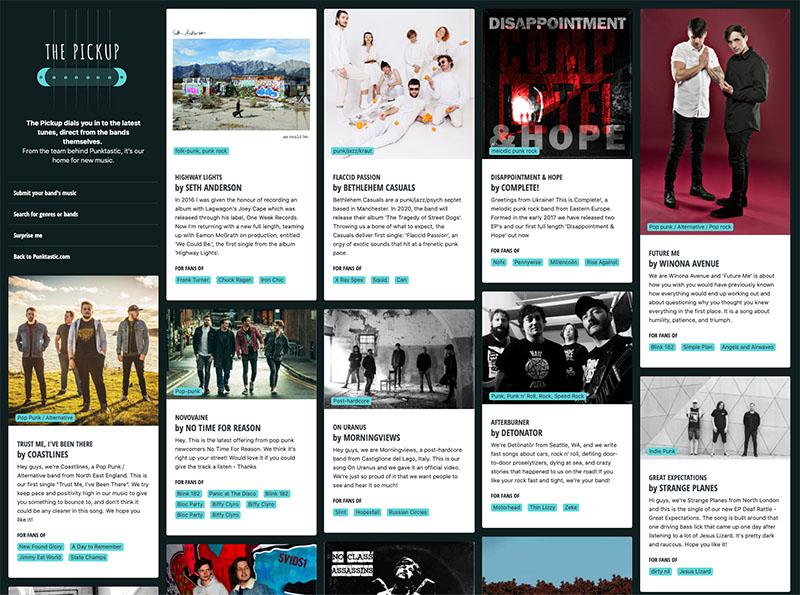 THE PICKUP
The Pickup dials you in to the latest
tunes, direct from the bands
themselves.
From the team behind Punktastic, it's our
home for new music.
Submit your band's music
Search for genres or bands
Surprise me
Back to Punktastic.com
Pop Punk / Alternative
TRUST ME, I'VE BEEN THERE
by COASTLINES
Hey guys, we're Coastlines, a Pop Punk /
Alternative band from North East England. This is
our first single "Trust Me, I've Been There". We try
keep pace and positivity high in our music to give
you something to bounce to, and don't think it
could be any clearer in this song. We hope you
like it!
FOR FANS OF
New Found Glory
A Day to Remember
Jimmy Eat World
State Champs
Seth Anderson
we could be.
folk-punk, punk rock
HIGHWAY LIGHTS
by SETH ANDERSON
In 2016 I was given the honour of recording an
album with Lagwagon's Joey Cape which was
released through his label, One Week Records.
Now I'm returning with a new full length, teaming
up with Eamon McGrath on production, entitled
'We Could Be.', the first single from the album
'Highway Lights'.
FOR FANS OF
Frank Turner
Chuck Ragan
Iron Chic
Pop-punk
NOVOVAINE
by NO TIME FOR REASON
Hey. This is the latest offering from pop punk
newcomers No Time For Reason. We think it's
right up your street! Would love it if you could
give the track a listen - Thanks
FOR FANS OF
Blink 182
Panic at The Disco
Blink 182
Bloc Party
Biffy Clyro
Biffy Clyro
Bloc Party
Biffy Clyro
SVIDS!
punk/jazz/kraut
FLACCID PASSION
by BETHLEHEM CASUALS
Bethlehem Casuals are a punk/jazz/psych septet
based in Manchester. In 2020, the band will
release their album 'The Tragedy of Street Dogs'.
Throwing us a bone of what to expect, the
Casuals deliver first single: 'Flaccid Passion', an
orgy of exotic sounds that hit at a frenetic punk
pace.
FOR FANS OF
X Ray Spex
Squid
Can
Post-hardcore
ON URANUS
by MORNINGVIEWS
Hey guys, we are Morningviews, a post-hardcore
band from Castiglione del Lago, Italy. This is our
song On Uranus and we gave it an official video.
We're just so proud of it that we want people to
see and hear it so much!
FOR FANS OF
Slint
Hopesfall
Russian Circles
NO CLASS
ASSASSINS
DISAPPOINTMENT
COMP
LETE!
& HOPE
melodic punk rock
DISAPPOINTMENT & HOPE
by COMPLETE!
Greetings from Ukraine! This is Complete!, a
melodic punk rock band from Eastern Europe.
Formed in the early 2017 we have released two
EP's and our first full length 'Disappointment &
Hope' out now
FOR FANS OF
Nofx
Pennywise
Millencolin
Rise Against
HAIL
Punk, Punk n' Roll, Rock, Speed Rock
AFTERBURNER
by DETONATOR
We're Detönatör from Seattle, WA, and we write
fast songs about cars, rock n' roll, defiling door-
to-door proselytizers, dying at sea, and crazy
stories that happened to us on the road! If you
like your rock fast and tight, we're your band!
FOR FANS OF
Motorhead
Thin Lizzy
Zeke
Pop punk / Alternative / Pop rock
FUTURE ME
by WINONA AVENUE
We are Winona Avenue and 'Future Me' is about
how you wish you would have previously known
how everything would end up working out and
about questioning why you thought you knew
everything in the first place. It is a song about
humility, patience, and triumph.
FOR FANS OF
Blink 182
Simple Plan
Angels and Airwaves
Indie Punk
GREAT EXPECTATIONS
by STRANGE PLANES
Hi guys, we're Strange Planes from North London
and this is the single of our new EP Deaf Rattle -
Great Expectations. The song is built around that
one driving bass lick that came up one day after
listening to a lot of Jesus Lizard. It's pretty dark
and raucous. Hope you like it!
FOR FANS OF
dirty nil
Jesus Lizard